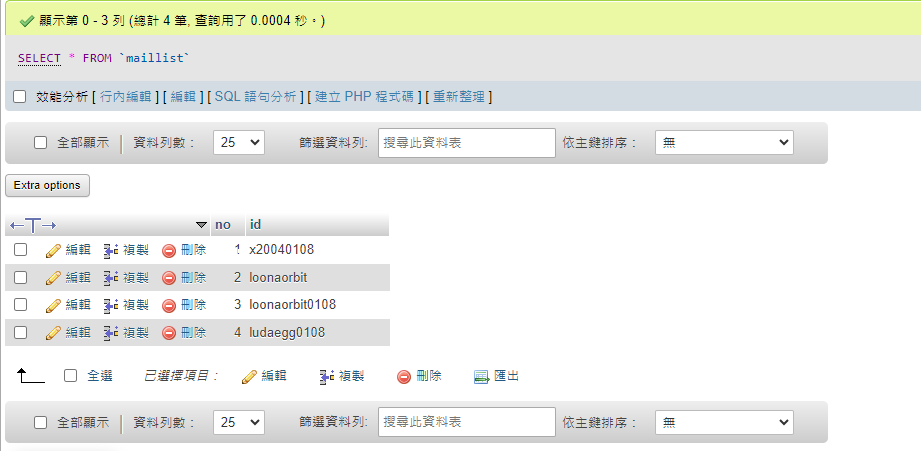 顯示第 0 - 3 列 (總計 4 筆, 查詢用了 0.0004 秒。)
SELECT * FROM `maillist`
效能分析 [ 行內編輯 ] [ 編輯 ] [ SQL 語句分析 ] [ 建立 PHP 程式碼 ] [ 重新整理 ]
全部顯示 資料列數: 25 篩選資料列: 搜尋此資料表 依主鍵排序: 無
Extra options
←T→ no id
編輯 複製 刪除 1 x20040108
編輯 複製 刪除 2 loonaorbit
編輯 複製 刪除 3 loonaorbit0108
編輯 複製 刪除 4 ludaegg0108
全選 已選擇項目: 編輯 複製 刪除 匯出
全部顯示 資料列數: 25 篩選資料列: 搜尋此資料表 依主鍵排序: 無